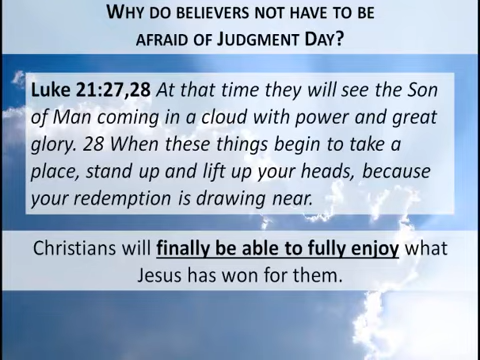 WHY DO BELIEVERS NOT HAVE TO BE
AFRAID OF JUDGMENT DAY?
Luke 21:27,28 At that time they will see the Son
of Man coming in a cloud with power and great
glory. 28 When these things begin to take a
place, stand up and lift up your heads, because
your redemption is drawing near.
Christians will finally be able to fully enjoy what
Jesus has won for them.